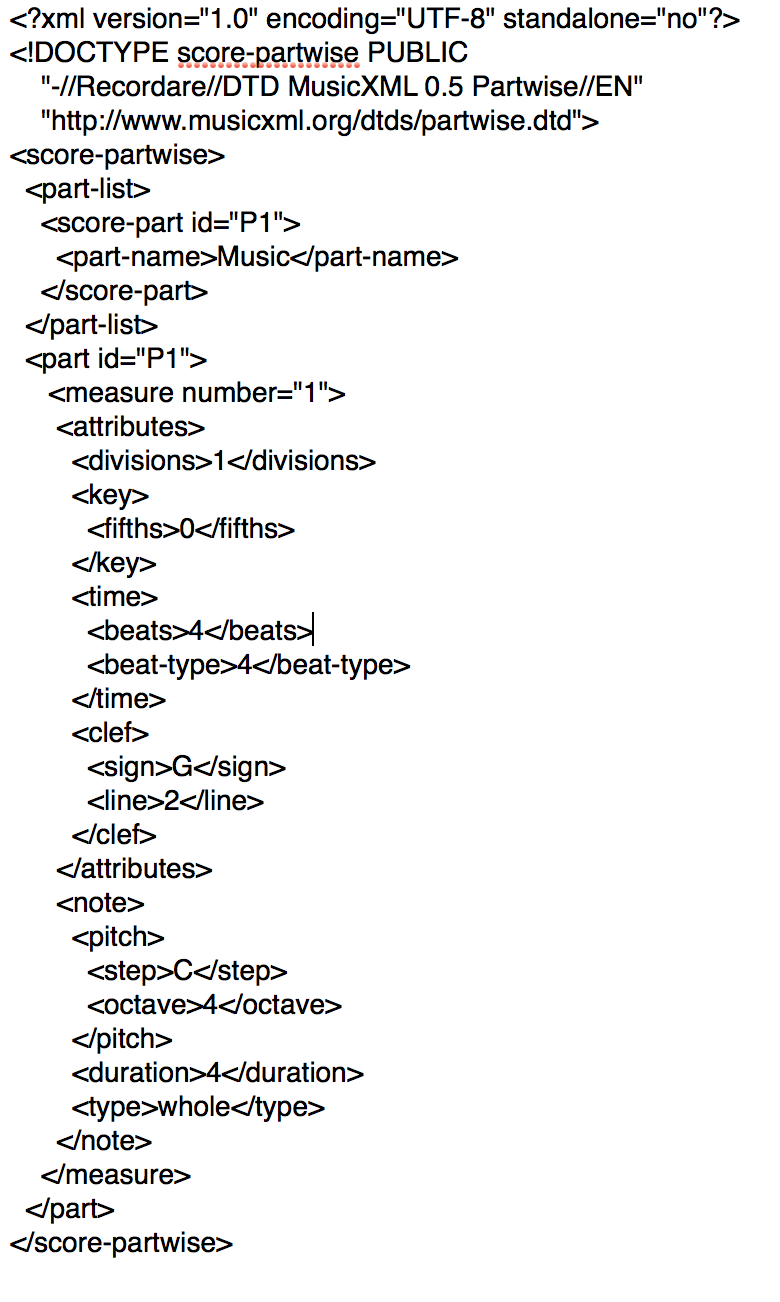 <?xml version="1.0" encoding="UTF-8" standalone="no"?>
<!DOCTYPE score-partwise PUBLIC
    "-//Recordare//DTD MusicXML 0.5 Partwise//EN"
    "http://www.musicxml.org/dtds/partwise.dtd">
<score-partwise>
  <part-list>
    <score-part id="P1">
      <part-name>Music</part-name>
    </score-part>
  </part-list>
  <part id="P1">
     <measure number="1">
      <attributes>
        <divisions>1</divisions>
        <key>
          <fifths>0</fifths>
        </key>
        <time>
          <beats>4</beats>
          <beat-type>4</beat-type>
        </time>
        <clef>
          <sign>G</sign>
          <line>2</line>
        </clef>
      </attributes>
      <note>
        <pitch>
          <step>C</step>
          <octave>4</octave>
        </pitch>
        <duration>4</duration>
        <type>whole</type>
      </note>
    </measure>
  </part>
</score-partwise>